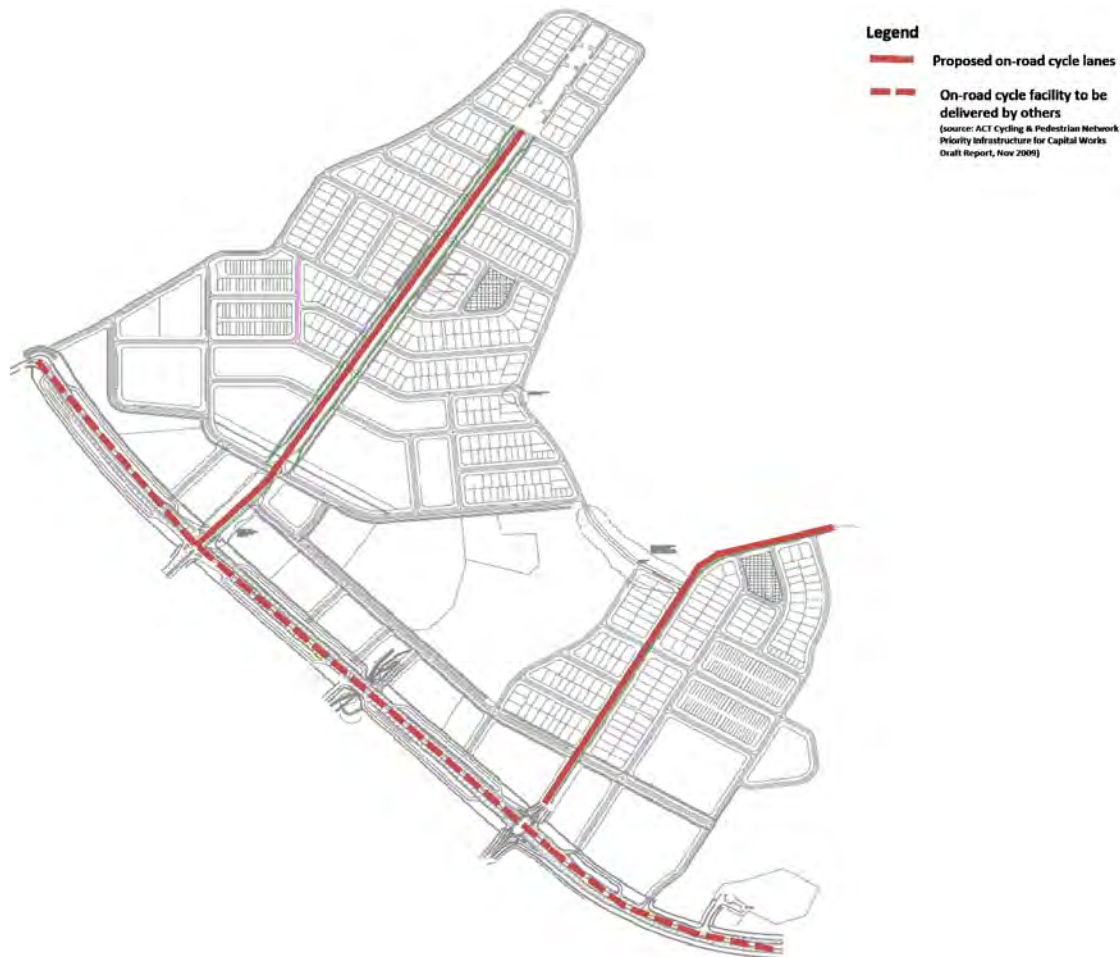 Legend
Proposed on-road cycle lanes
On-road cycle facility to be
delivered by others
(source: ACT Cycling & Pedestrian Network
Priority Infrastructure for Capital Works
Draft Report, Nov 2009)